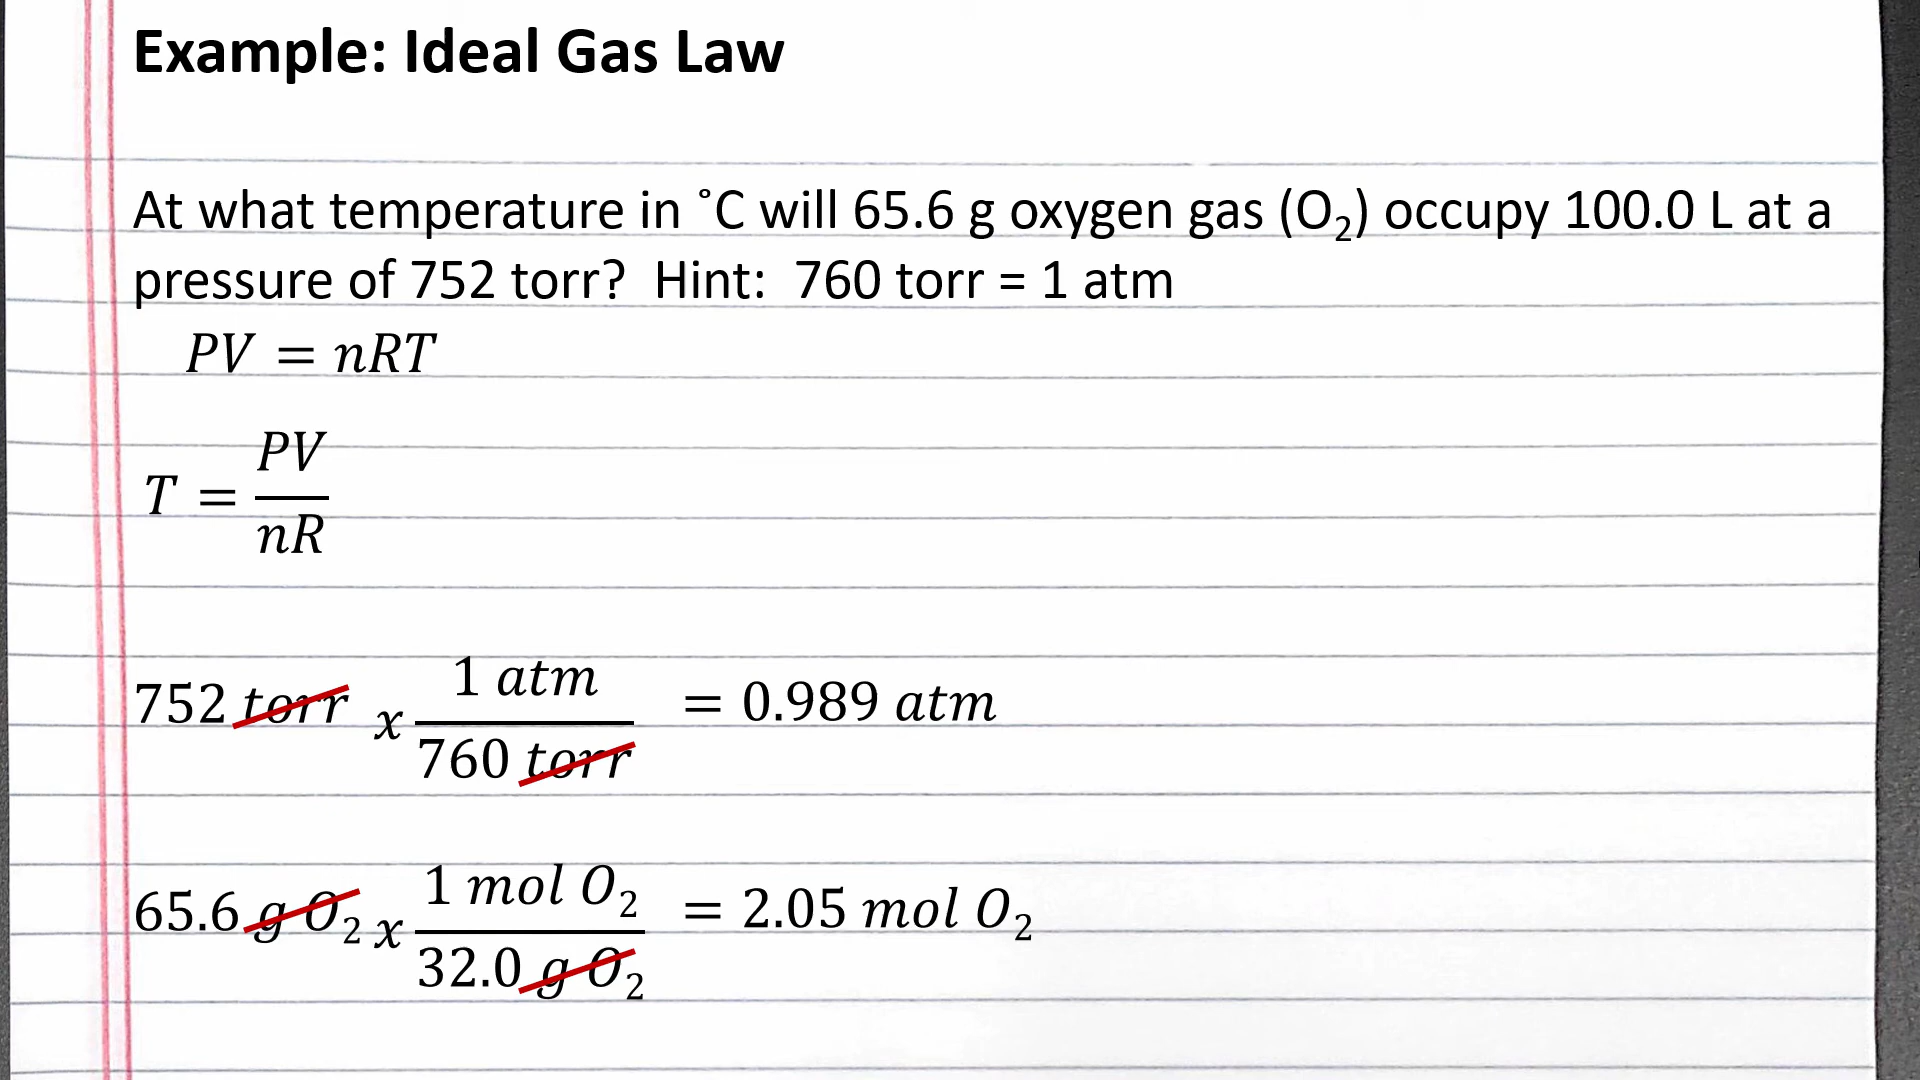 Example: Ideal Gas Law
At what temperature in ˚C will 65.6 g oxygen gas (O₂) occupy 100.0 L at a
pressure of 752 torr?  Hint:  760 torr = 1 atm
PV = nRT
T = PV/nR
752 torr x 1 atm/760 torr = 0.989 atm
65.6 g O₂ x 1 mol O₂/32.0 g O₂ = 2.05 mol O₂